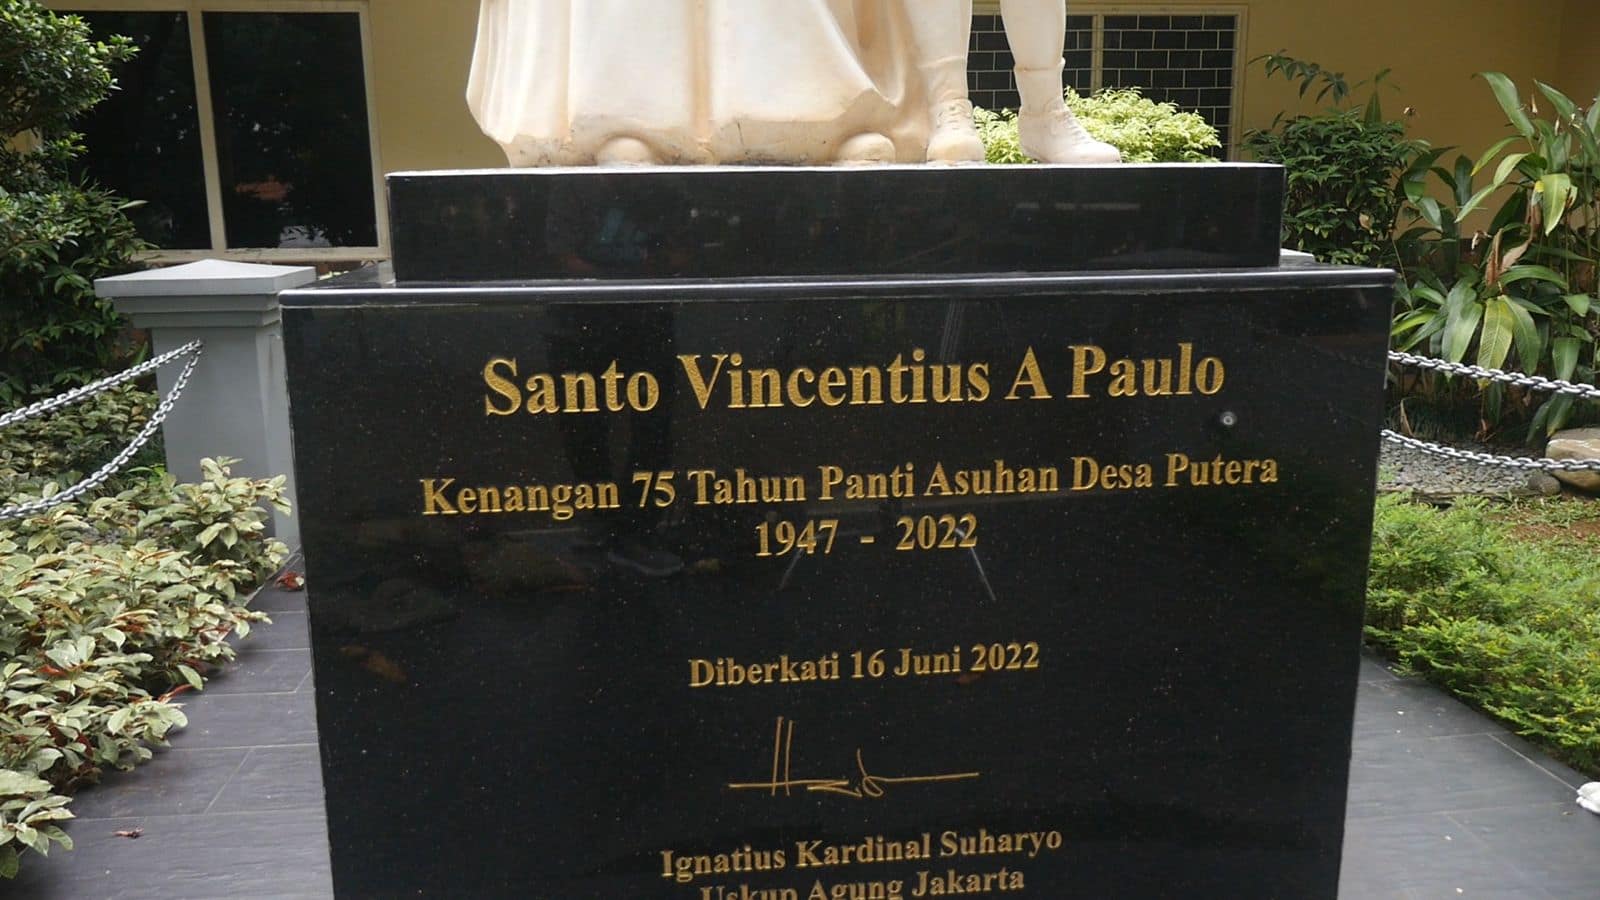 Santo Vincentius A Paulo
Kenangan 75 Tahun Panti Asuhan Desa Putera
1947 - 2022
Diberkati 16 Juni 2022
Ignatius Kardinal Suharyo
Uskup Agung Jakarta